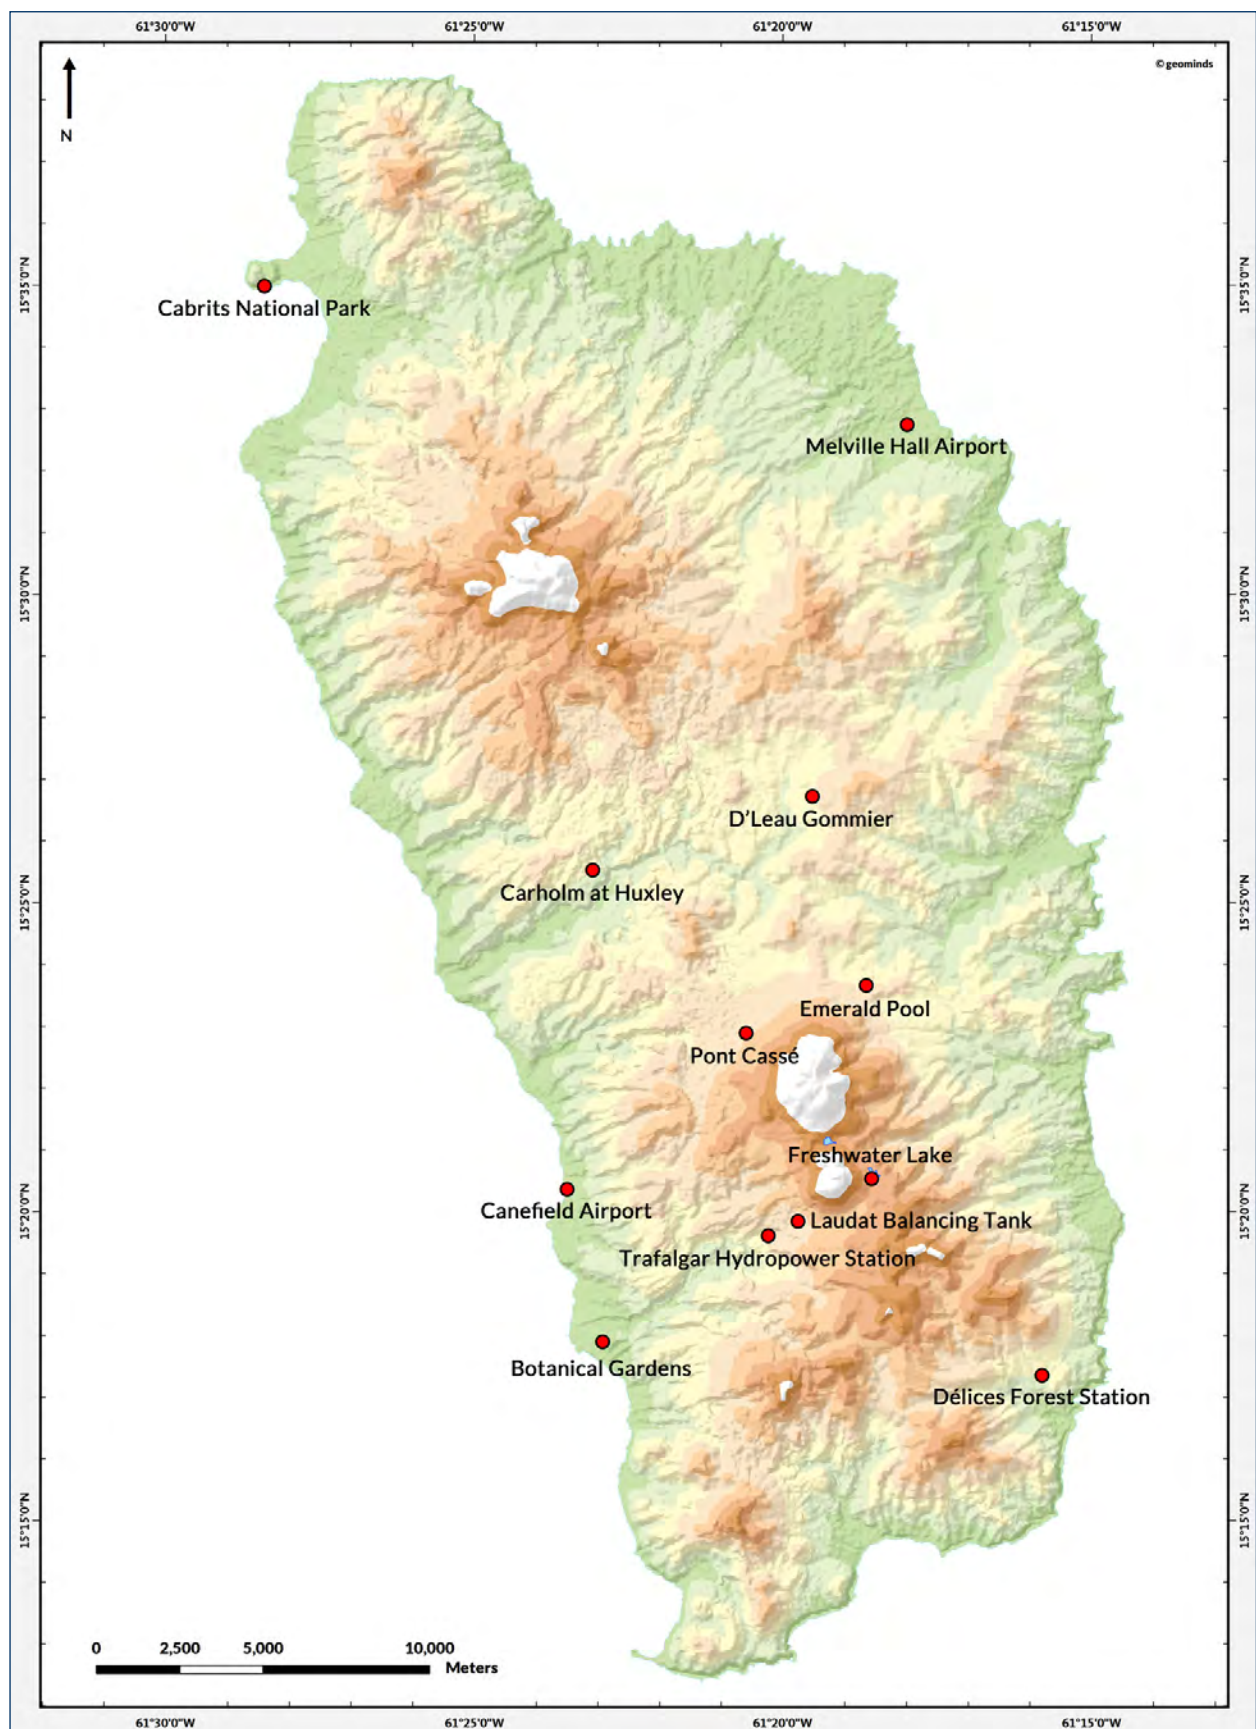 61°30'0"W 61°25'0"W 61°20'0"W 61°15'0"W
© geominds
N
15°35'0"N 15°35'0"N
Cabrits National Park
Melville Hall Airport
15°30'0"N 15°30'0"N
D'Leau Gommier
Carholm at Huxley
15°25'0"N 15°25'0"N
Emerald Pool
Pont Cassé
Freshwater Lake
Canefield Airport
15°20'0"N 15°20'0"N
Laudat Balancing Tank
Trafalgar Hydropower Station
Botanical Gardens
Délices Forest Station
15°15'0"N 15°15'0"N
0 2,500 5,000 10,000
Meters
61°30'0"W 61°25'0"W 61°20'0"W 61°15'0"W